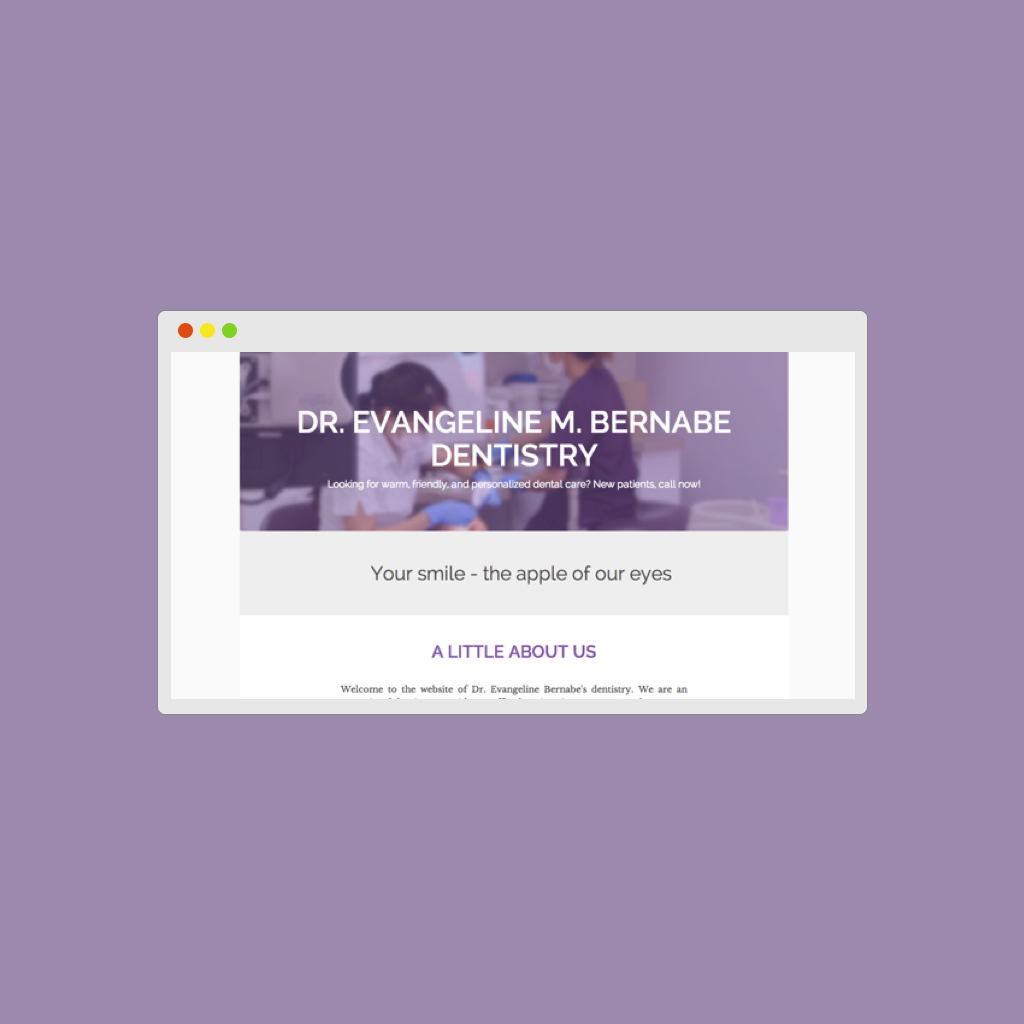 DR. EVANGELINE M. BERNABE
DENTISTRY
Looking for warm, friendly, and personalized dental care? New patients, call now!
Your smile - the apple of our eyes
A LITTLE ABOUT US
Welcome to the website of Dr. Evangeline Bernabe's dentistry. We are an